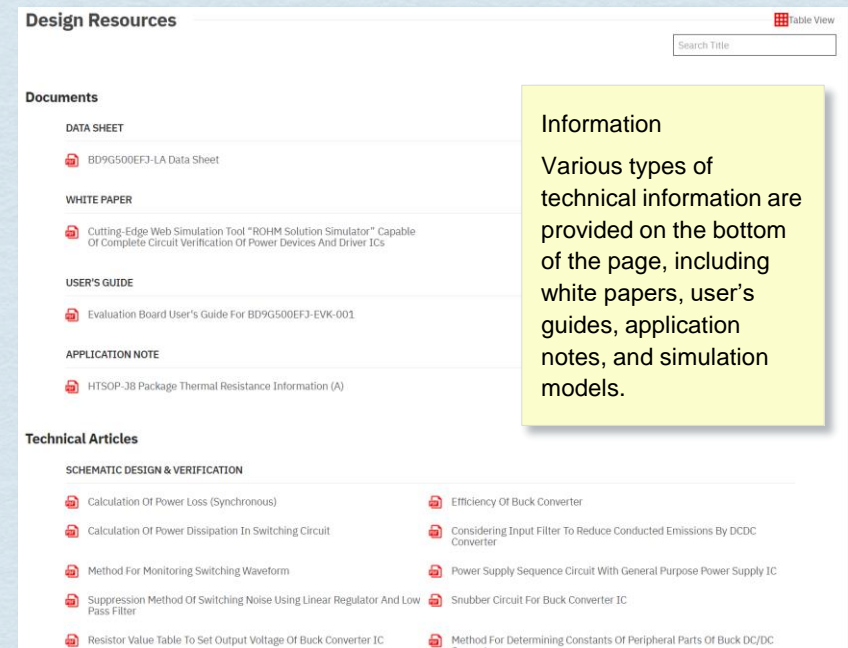 Design Resources
Table View
Search Title
Documents
DATA SHEET
BD9G500EFJ-LA Data Sheet
WHITE PAPER
Cutting-Edge Web Simulation Tool "ROHM Solution Simulator" Capable
Of Complete Circuit Verification Of Power Devices And Driver ICs
USER'S GUIDE
Evaluation Board User's Guide For BD9G500EFJ-EVK-001
APPLICATION NOTE
HTSOP-J8 Package Thermal Resistance Information (A)
Information
Various types of
technical information are
provided on the bottom
of the page, including
white papers, user's
guides, application
notes, and simulation
models.
Technical Articles
SCHEMATIC DESIGN & VERIFICATION
Calculation Of Power Loss (Synchronous)
Efficiency Of Buck Converter
Calculation Of Power Dissipation In Switching Circuit
Considering Input Filter To Reduce Conducted Emissions By DCDC
Converter
Method For Monitoring Switching Waveform
Power Supply Sequence Circuit With General Purpose Power Supply IC
Suppression Method Of Switching Noise Using Linear Regulator And Low
Pass Filter
Snubber Circuit For Buck Converter IC
Resistor Value Table To Set Output Voltage Of Buck Converter IC
Method For Determining Constants Of Peripheral Parts Of Buck DC/DC